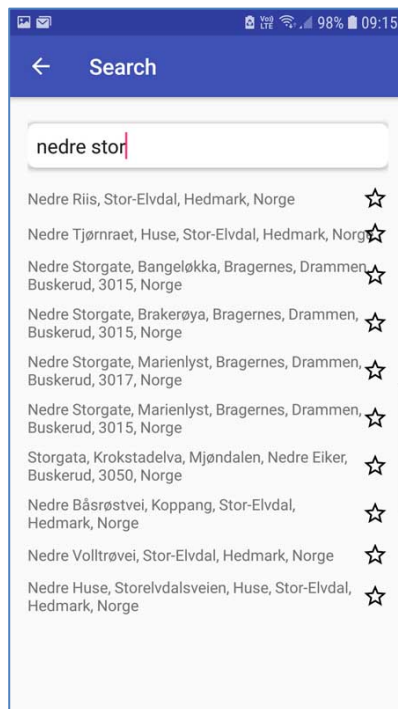 Vo))
LTE
98%
09:15
Search
nedre stor
Nedre Riis, Stor-Elvdal, Hedmark, Norge
Nedre Tjørnraet, Huse, Stor-Elvdal, Hedmark, Norge
Nedre Storgate, Bangeløkka, Bragernes, Drammen,
Buskerud, 3015, Norge
Nedre Storgate, Brakerøya, Bragernes, Drammen,
Buskerud, 3015, Norge
Nedre Storgate, Marienlyst, Bragernes, Drammen,
Buskerud, 3017, Norge
Nedre Storgate, Marienlyst, Bragernes, Drammen,
Buskerud, 3015, Norge
Storgata, Krokstadelva, Mjøndalen, Nedre Eiker,
Buskerud, 3050, Norge
Nedre Båsrøstvei, Koppang, Stor-Elvdal,
Hedmark, Norge
Nedre Volltrøvei, Stor-Elvdal, Hedmark, Norge
Nedre Huse, Storelvdalsveien, Huse, Stor-Elvdal,
Hedmark, Norge